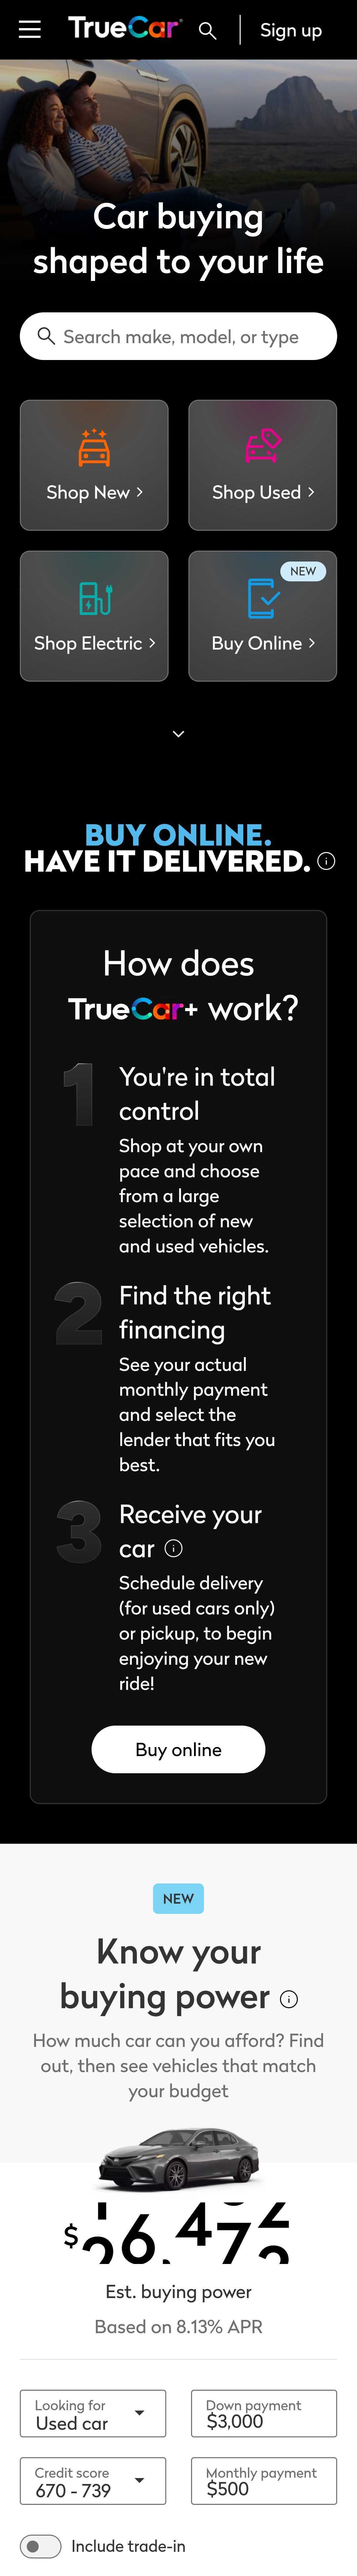 TrueCar
Sign up
Car buying
shaped to your life
Search make, model, or type
Shop New
Shop Used
Shop Electric
NEW
Buy Online
BUY ONLINE.
HAVE IT DELIVERED.
How does
TrueCar+ work?
1
You're in total
control
Shop at your own
pace and choose
from a large
selection of new
and used vehicles.
2
Find the right
financing
See your actual
monthly payment
and select the
lender that fits you
best.
3
Receive your
car
Schedule delivery
(for used cars only)
or pickup, to begin
enjoying your new
ride!
Buy online
NEW
Know your
buying power
How much car can you afford? Find
out, then see vehicles that match
your budget
$
Est. buying power
Based on 8.13% APR
Looking for
Used car
Down payment
$3,000
Credit score
670 - 739
Monthly payment
$500
Include trade-in